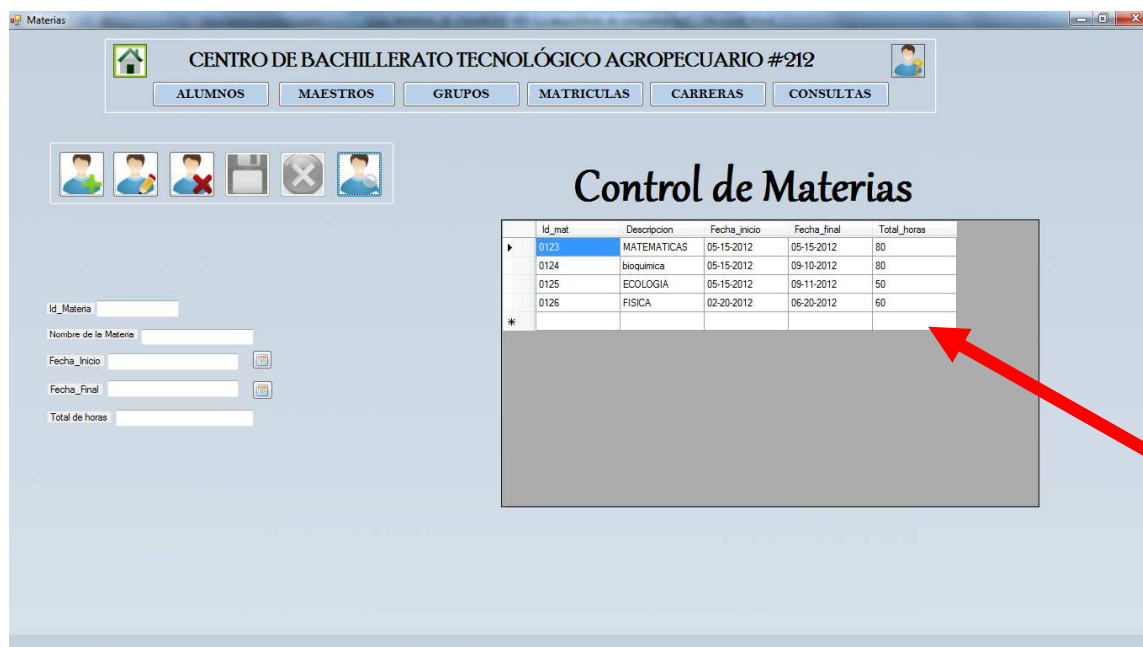 Materias
CENTRO DE BACHILLERATO TECNOLÓGICO AGROPECUARIO #212
ALUMNOS MAESTROS GRUPOS MATRICULAS CARRERAS CONSULTAS
Control de Materias
Id_mat Descripcion Fecha_inicio Fecha_final Total_horas
0123 MATEMATICAS 05-15-2012 05-15-2012 80
0124 bioquimica 05-15-2012 09-10-2012 80
0125 ECOLOGIA 05-15-2012 09-11-2012 50
0126 FISICA 02-20-2012 06-20-2012 60
Id_Materia
Nombre de la Materia
Fecha_Inicio
Fecha_Final
Total de horas